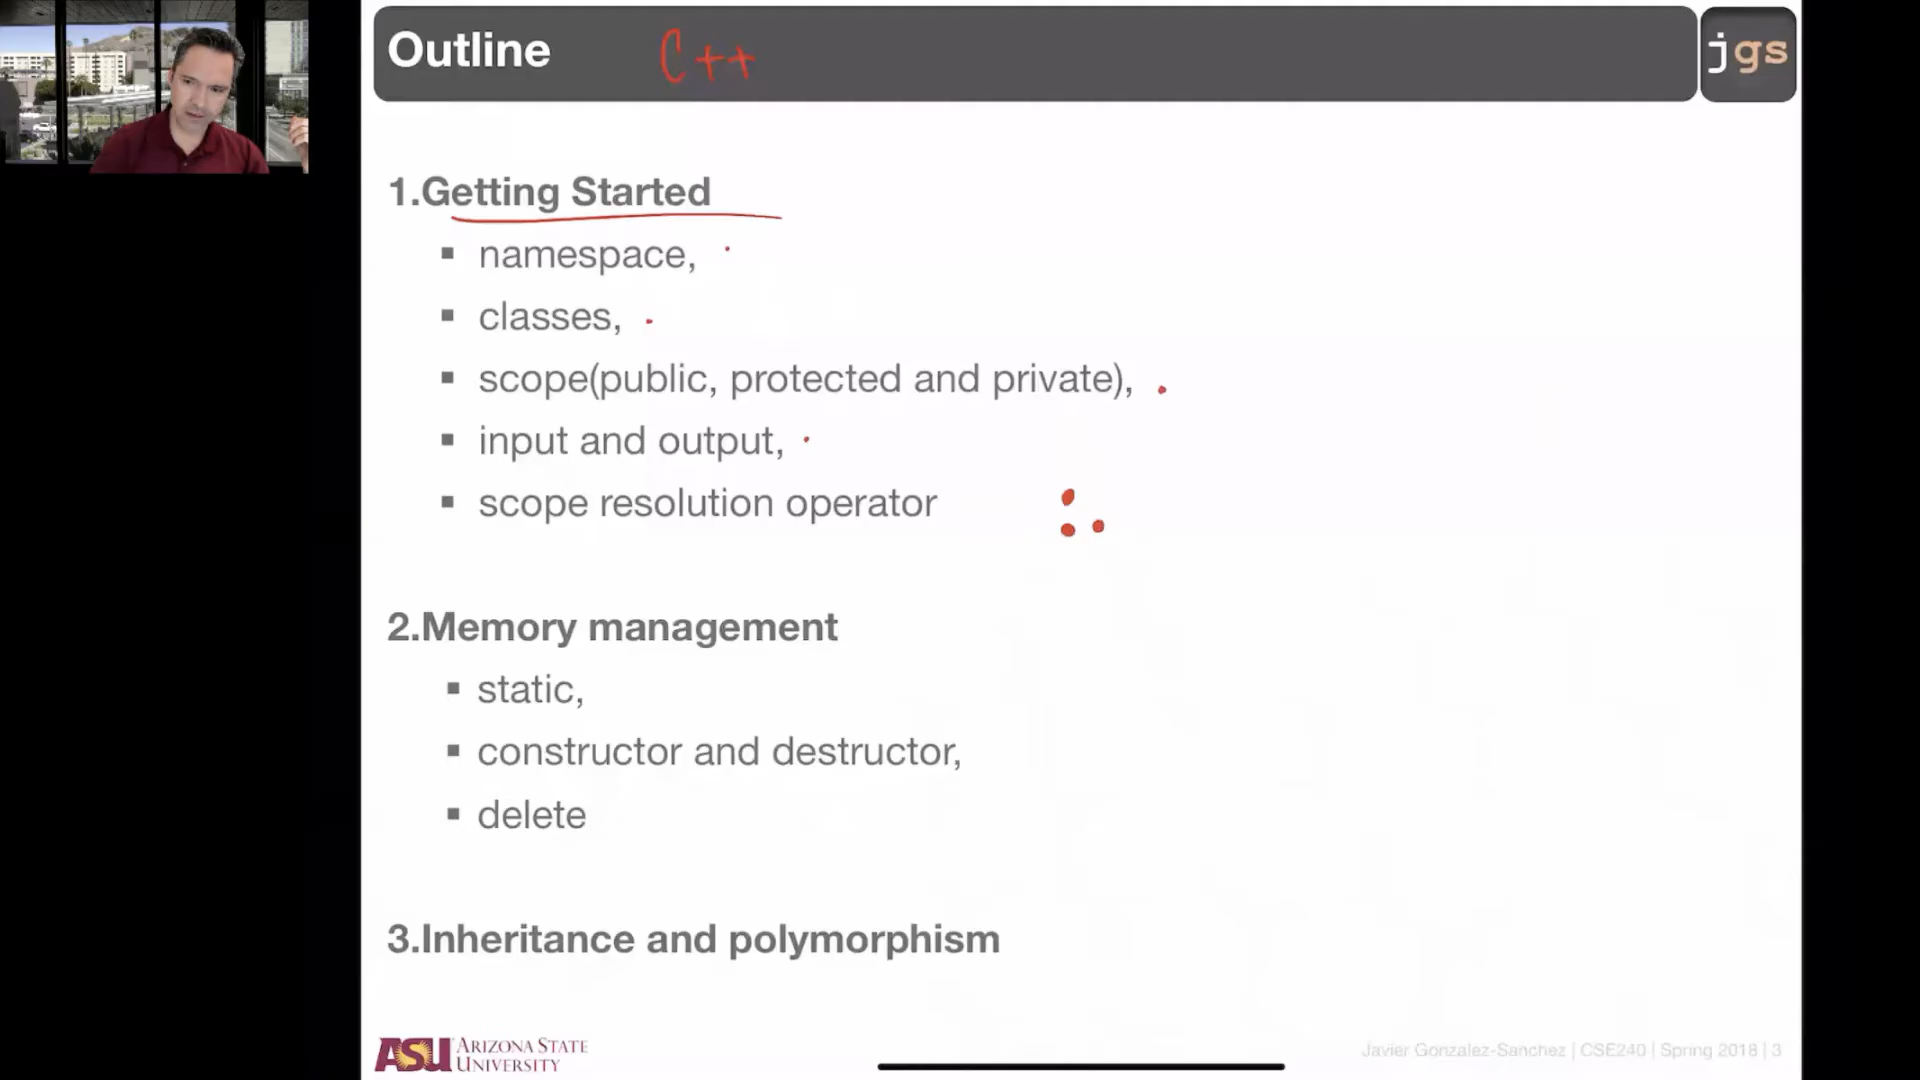 Outline C++
jgs
1.Getting Started
▪ namespace,
▪ classes,
▪ scope(public, protected and private),
▪ input and output,
▪ scope resolution operator
2.Memory management
▪ static,
▪ constructor and destructor,
▪ delete
3.Inheritance and polymorphism
ASU ARIZONA STATE
UNIVERSITY
Javier Gonzalez-Sanchez | CSE240 | Spring 2018 | 3